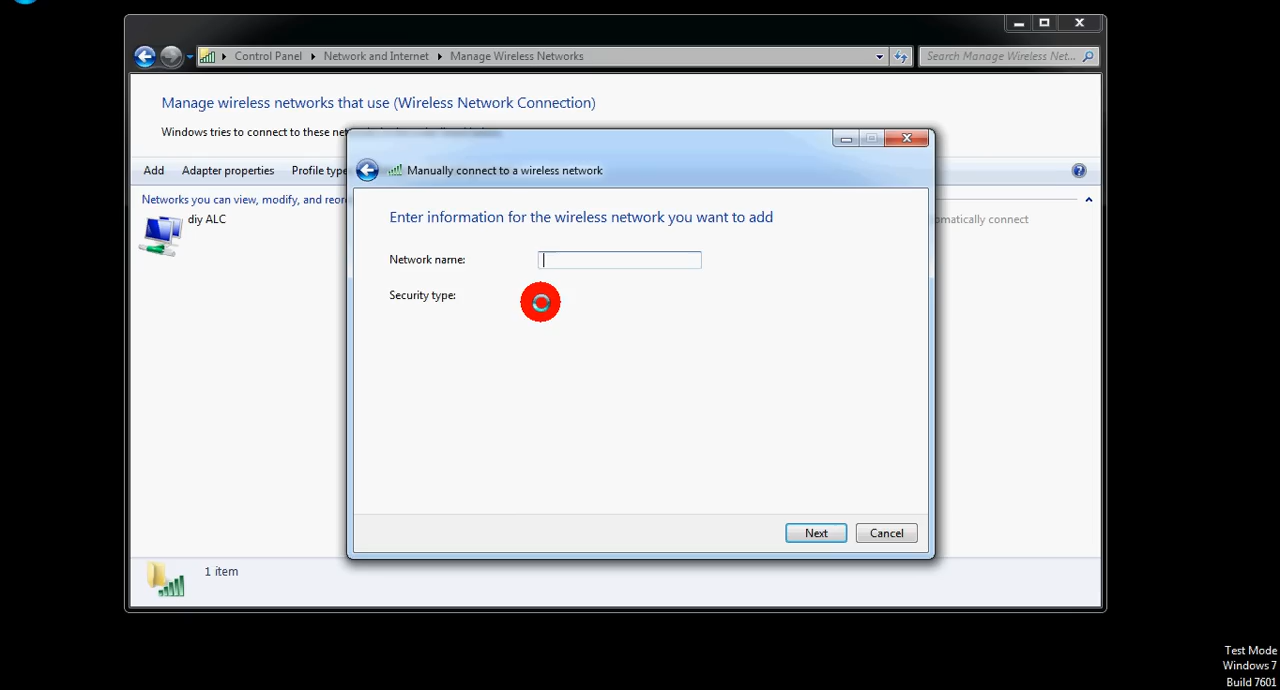 Control Panel Network and Internet Manage Wireless Networks
Search Manage Wireless Net...
Manage wireless networks that use (Wireless Network Connection)
Windows tries to connect to these
Add Adapter properties Profile type
Networks you can view, modify, and reor
diy ALC
Manually connect to a wireless network
Enter information for the wireless network you want to add
Network name:
Security type:
omatically connect
Next Cancel
1 item
Test Mode
Windows 7
Build 7601